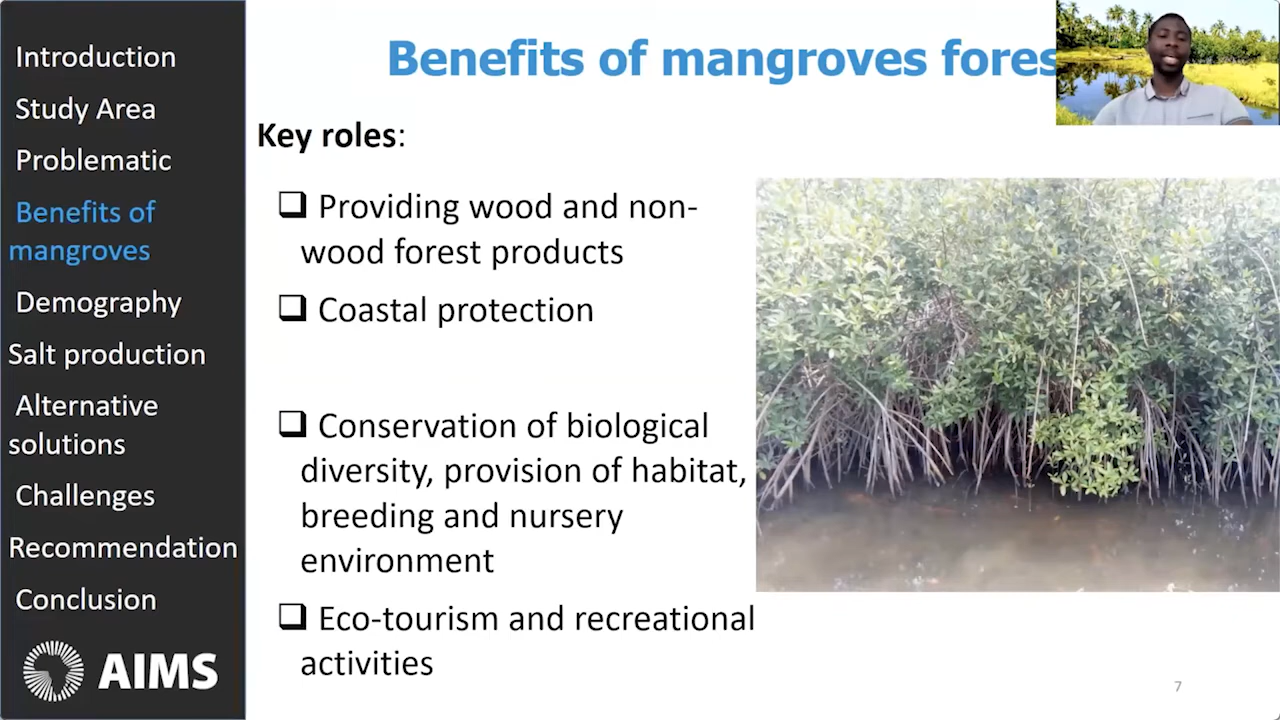 Introduction
Study Area
Problematic
Benefits of
mangroves
Demography
Salt production
Alternative
solutions
Challenges
Recommendation
Conclusion
AIMS
Benefits of mangroves fores
Key roles:
Providing wood and non-
wood forest products
Coastal protection
Conservation of biological
diversity, provision of habitat,
breeding and nursery
environment
Eco-tourism and recreational
activities
7